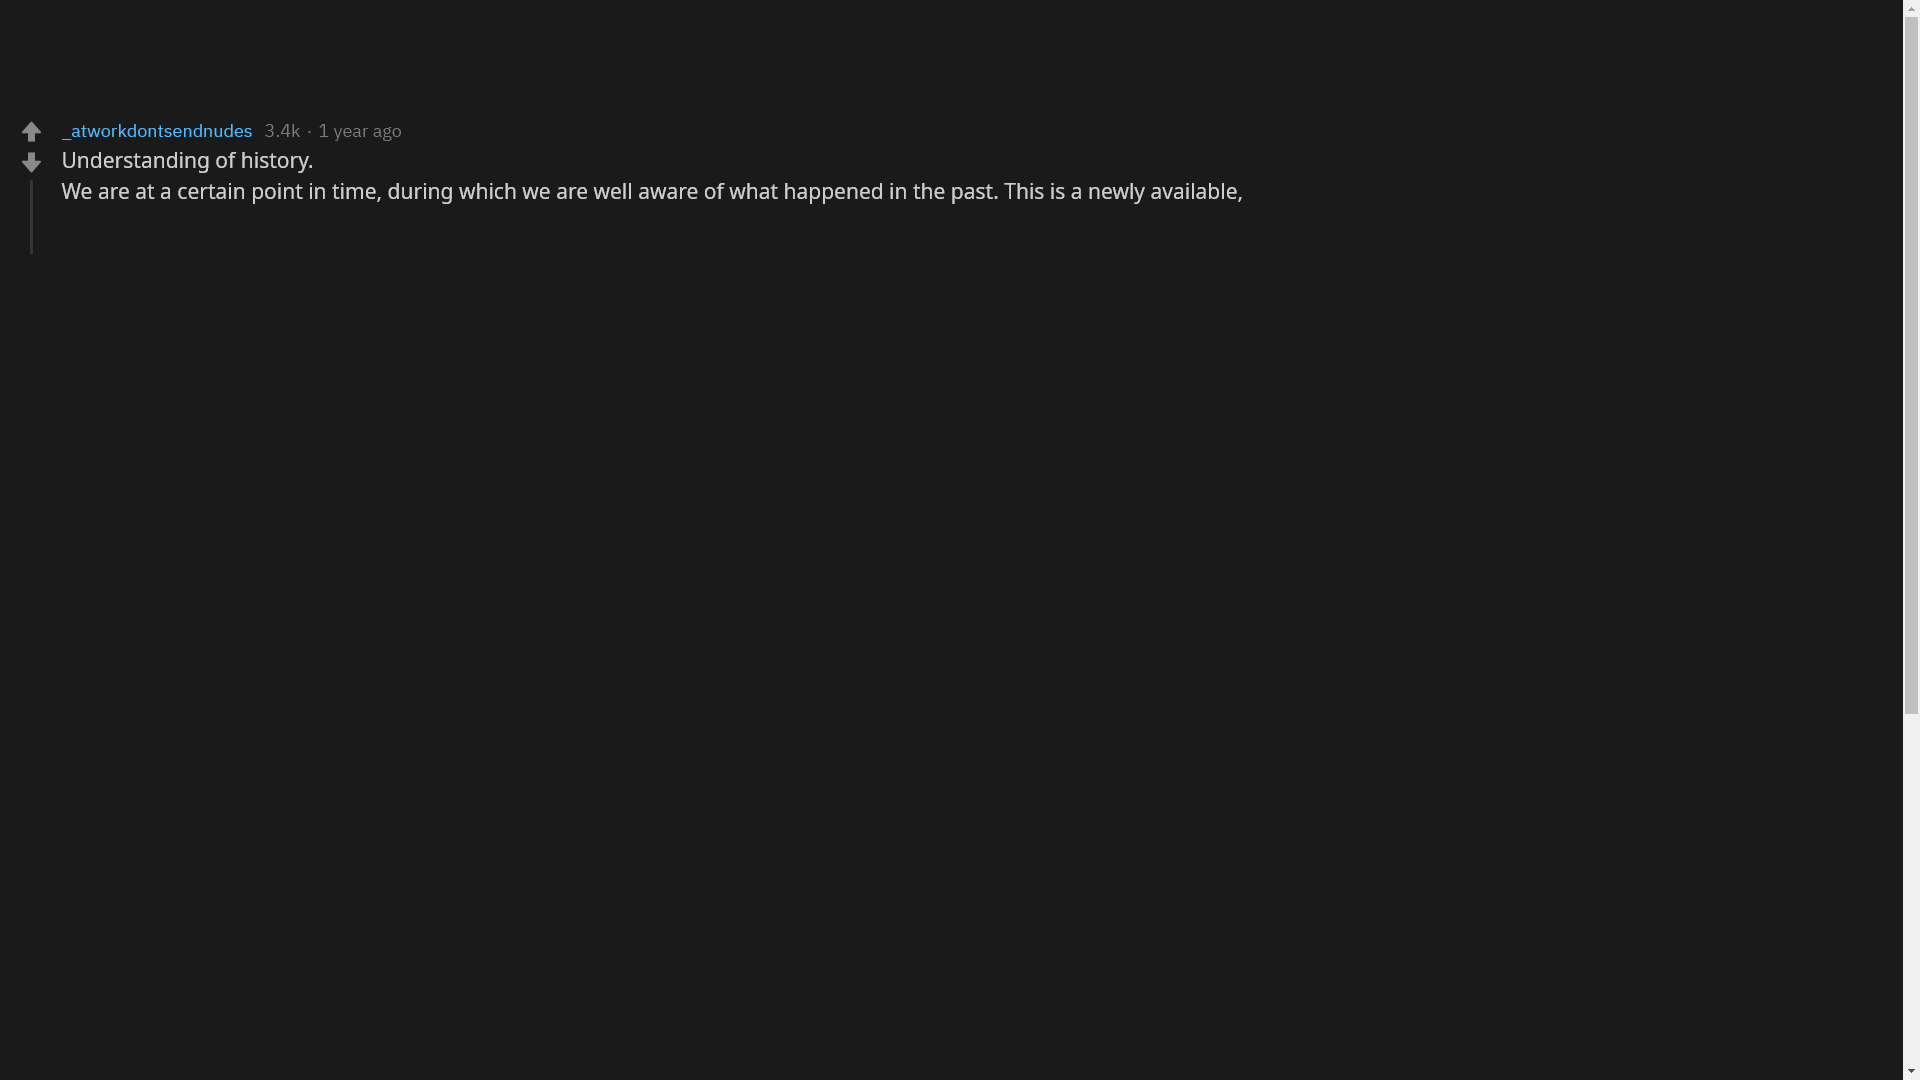 _atworkdontsendnudes 3.4k · 1 year ago
Understanding of history.
We are at a certain point in time, during which we are well aware of what happened in the past. This is a newly available,